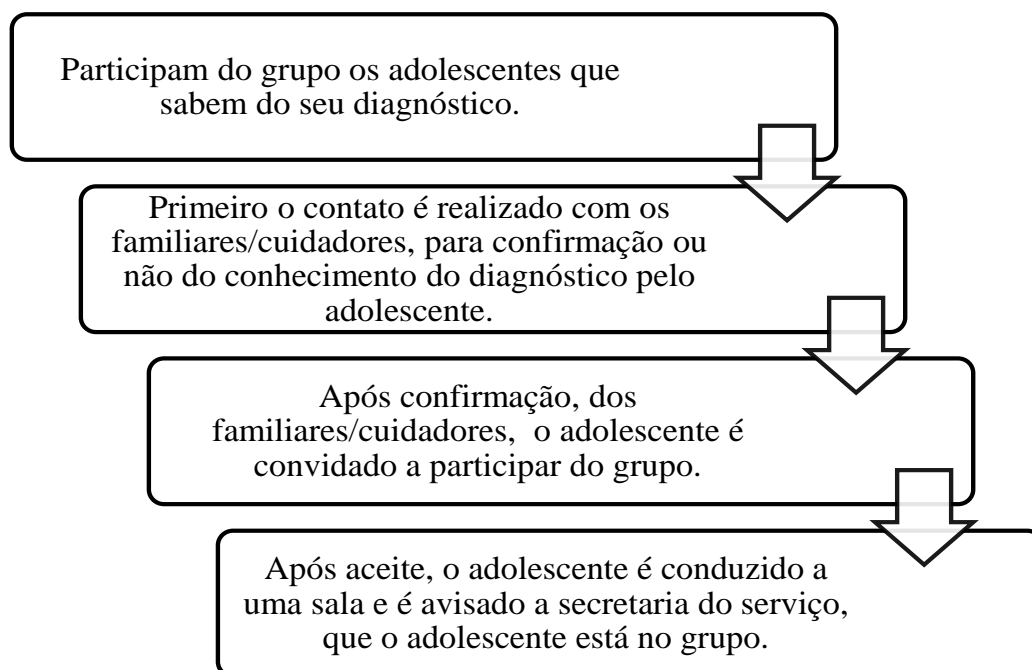 Participam do grupo os adolescentes que
sabem do seu diagnóstico.
Primeiro o contato é realizado com os
familiares/cuidadores, para confirmação ou
não do conhecimento do diagnóstico pelo
adolescente.
Após confirmação, dos
familiares/cuidadores, o adolescente é
convidado a participar do grupo.
Após aceite, o adolescente é conduzido a
uma sala e é avisado a secretaria do serviço,
que o adolescente está no grupo.